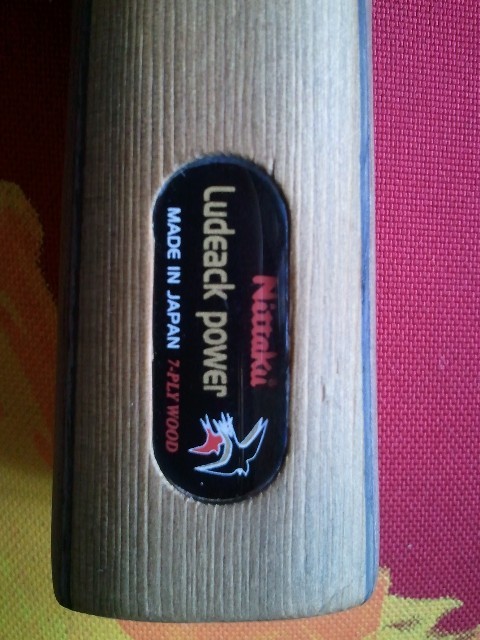 Nittaku
Ludeack power
MADE IN JAPAN 7-PLY WOOD